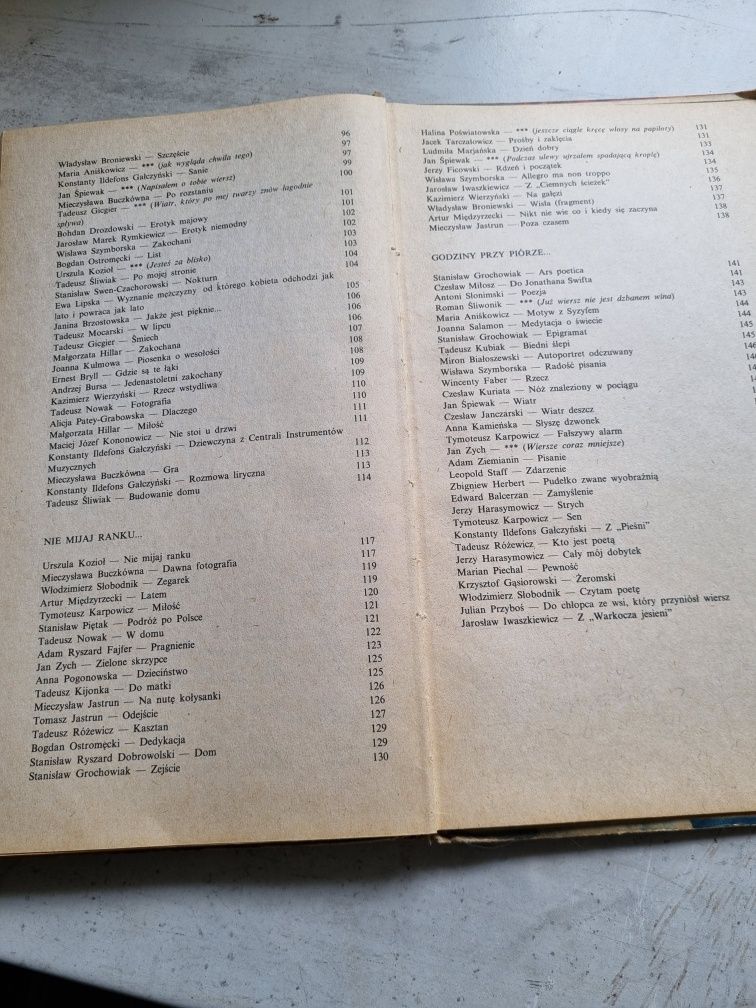 Władysław Broniewski — Szczęście 96
Maria Aniśkowicz — *** (jak wygląda chwila tego) 97
Konstanty Ildefons Gałczyński — Sanie 97
Jan Śpiewak — *** (Napisałem o tobie wiersz) 99
Mieczysława Buczkówna — Po rozstaniu 100
Tadeusz Gicgier — *** (Wiatr, który po mej twarzy znów łagodnie
spływa) 101
Bohdan Drozdowski — Erotyk majowy 101
Jarosław Marek Rymkiewicz — Erotyk niemodny 102
Wisława Szymborska — Zakochani 102
Bogdan Ostromęcki — List 103
Urszula Kozioł — *** (Jesteś za blisko) 103
Tadeusz Śliwiak — Po mojej stronie 104
Stanisław Swen-Czachorowski — Nokturn 104
Ewa Lipska — Wyznanie mężczyzny od którego kobieta odchodzi jak
lato i powraca jak lato 105
Janina Brzostowska — Jakże jest pięknie... 106
Tadeusz Mocarski — W lipcu 106
Tadeusz Gicgier — Śmiech 106
Małgorzata Hillar — Zakochana 107
Joanna Kulmowa — Piosenka o wesołości 108
Ernest Bryll — Gdzie są te łąki 108
Andrzej Bursa — Jedenastoletni zakochany 109
Kazimierz Wierzyński — Rzecz wstydliwa 109
Tadeusz Nowak — Fotografia 110
Alicja Patey-Grabowska — Dlaczego 110
Małgorzata Hillar — Miłość 111
Maciej Józef Kononowicz — Nie stoi u drzwi 111
Konstanty Ildefons Gałczyński — Dziewczyna z Centrali Instrumentów
Muzycznych 112
Mieczysława Buczkówna — Gra 113
Konstanty Ildefons Gałczyński — Rozmowa liryczna 113
Tadeusz Śliwiak — Budowanie domu 114
NIE MIJAJ RANKU...
Urszula Kozioł — Nie mijaj ranku 117
Mieczysława Buczkówna — Dawna fotografia 117
Włodzimierz Słobodnik — Zegarek 119
Artur Międzyrzecki — Latem 119
Tymoteusz Karpowicz — Miłość 120
Stanisław Piętak — Podróż po Polsce 121
Tadeusz Nowak — W domu 121
Adam Ryszard Fajfer — Pragnienie 122
Jan Zych — Zielone skrzypce 123
Anna Pogonowska — Dzieciństwo 125
Tadeusz Kijonka — Do matki 125
Mieczysław Jastrun — Na nutę kołysanki 126
Tomasz Jastrun — Odejście 126
Tadeusz Różewicz — Kasztan 127
Bogdan Ostromęcki — Dedykacja 129
Stanisław Ryszard Dobrowolski — Dom 129
Stanisław Grochowiak — Zejście 130
Halina Poświatowska — *** (jeszcze ciągle kręcę włosy na papiloty) 131
Jacek Tarczałowicz — Prośby i zaklęcia 131
Ludmiła Marjańska — Dzień dobry 133
Jan Śpiewak — *** (Podczas ulewy ujrzałem spadającą kroplę) 134
Jerzy Ficowski — Rdzeń i początek 134
Wisława Szymborska — Allegro ma non troppo 135
Jarosław Iwaszkiewicz — Z „Ciemnych ścieżek” 136
Kazimierz Wierzyński — Na gałęzi 137
Władysław Broniewski — Wisła (fragment) 137
Artur Międzyrzecki — Nikt nie wie co i kiedy się zaczyna 138
Mieczysław Jastrun — Poza czasem 138
GODZINY PRZY PIÓRZE...
Stanisław Grochowiak — Ars poetica 141
Czesław Miłosz — Do Jonathana Swifta 141
Antoni Słonimski — Poezja 143
Roman Śliwonik — *** (Już wiersz nie jest dzbanem wina) 143
Maria Aniśkowicz — Motyw z Syzyfem 144
Joanna Salamon — Medytacja o świecie 144
Stanisław Grochowiak — Epigramat 145
Tadeusz Kubiak — Biedni ślepi 145
Miron Białoszewski — Autoportret odczuwany
Wisława Szymborska — Radość pisania
Wincenty Faber — Rzecz
Czesław Kuriata — Nóż znaleziony w pociągu
Jan Śpiewak — Wiatr
Czesław Janczarski — Wiatr deszcz
Anna Kamieńska — Słyszę dzwonek
Tymoteusz Karpowicz — Fałszywy alarm
Jan Zych — *** (Wiersze coraz mniejsze)
Adam Ziemianin — Pisanie
Leopold Staff — Zdarzenie
Zbigniew Herbert — Pudełko zwane wyobraźnią
Edward Balcerzan — Zamyślenie
Jerzy Harasymowicz — Strych
Tymoteusz Karpowicz — Sen
Konstanty Ildefons Gałczyński — Z „Pieśni”
Tadeusz Różewicz — Kto jest poetą
Jerzy Harasymowicz — Cały mój dobytek
Marian Piechal — Pewność
Krzysztof Gąsiorowski — Żeromski
Włodzimierz Słobodnik — Czytam poetę
Julian Przyboś — Do chłopca ze wsi, który przyniósł wiersz
Jarosław Iwaszkiewicz — Z „Warkocza jesieni”